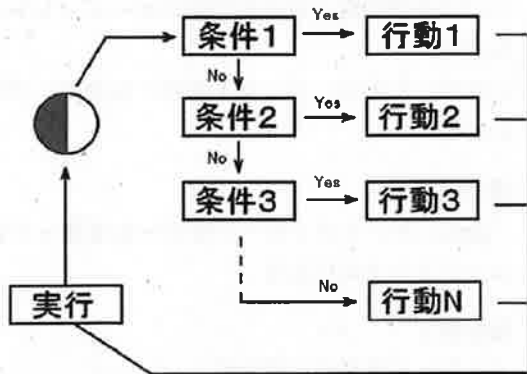 条件1 Yes 行動1
No
条件2 Yes 行動2
No
条件3 Yes 行動3
No
行動N
実行